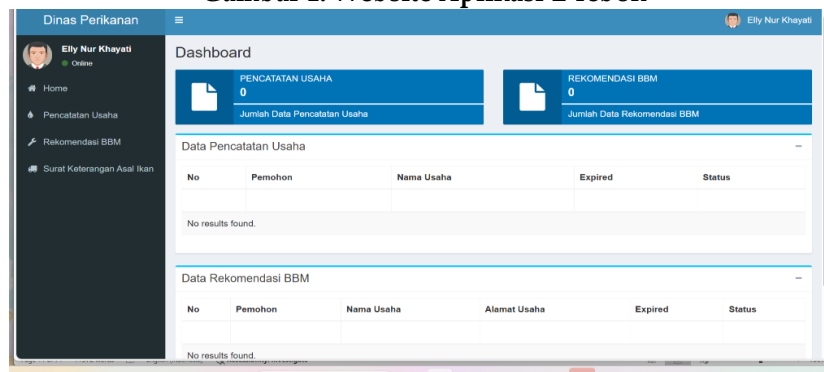 Dinas Perikanan
Elly Nur Khayati
Elly Nur Khayati
Online
Home
Pencatatan Usaha
Rekomendasi BBM
Surat Keterangan Asal Ikan
Dashboard
PENCATATAN USAHA
0
Jumlah Data Pencatatan Usaha
REKOMENDASI BBM
0
Jumlah Data Rekomendasi BBM
Data Pencatatan Usaha
No Pemohon Nama Usaha Expired Status
No results found.
Data Rekomendasi BBM
No Pemohon Nama Usaha Alamat Usaha Expired Status
No results found.